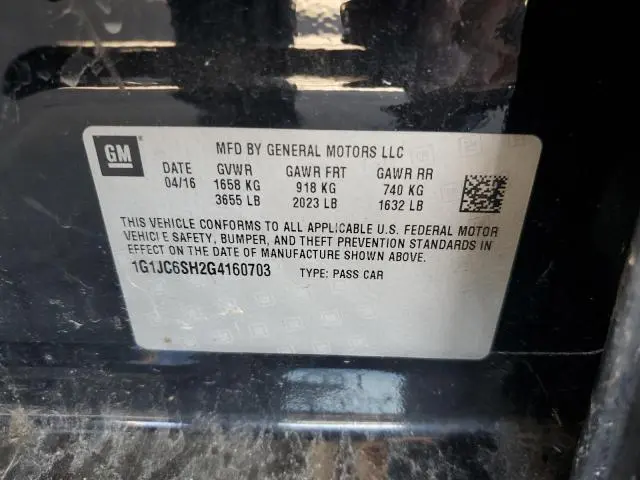 GM
MFD BY GENERAL MOTORS LLC
DATE GVWR GAWR FRT GAWR RR
04/16 1658 KG 918 KG 740 KG
3655 LB 2023 LB 1632 LB
THIS VEHICLE CONFORMS TO ALL APPLICABLE U.S. FEDERAL MOTOR
VEHICLE SAFETY, BUMPER, AND THEFT PREVENTION STANDARDS IN
EFFECT ON THE DATE OF MANUFACTURE SHOWN ABOVE.
1G1JC6SH2G4160703 TYPE: PASS CAR